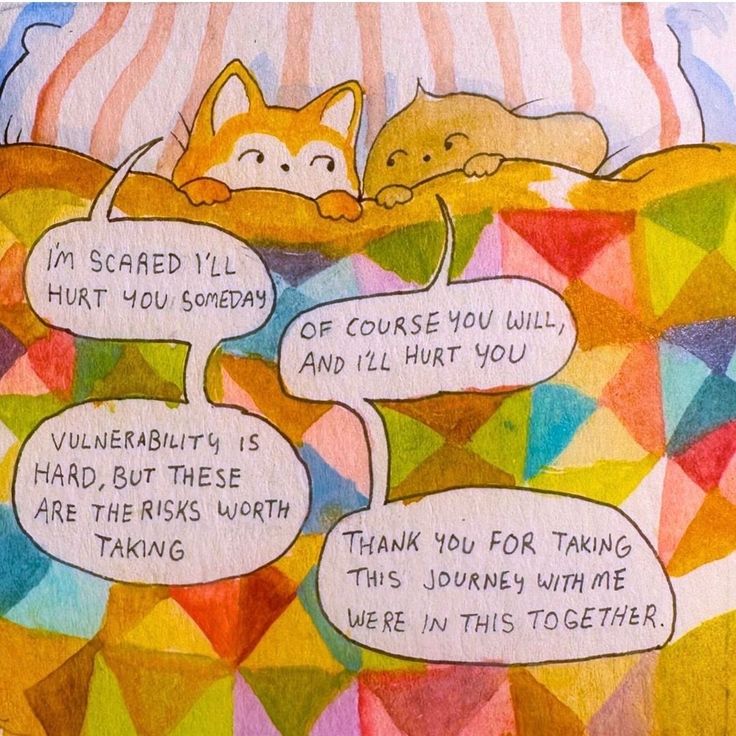 I'M SCARED I'LL
HURT YOU SOMEDAY
OF COURSE YOU WILL,
AND I'LL HURT YOU
VULNERABILITY IS
HARD, BUT THESE
ARE THE RISKS WORTH
TAKING
THANK YOU FOR TAKING
THIS JOURNEY WITH ME
WERE IN THIS TOGETHER.